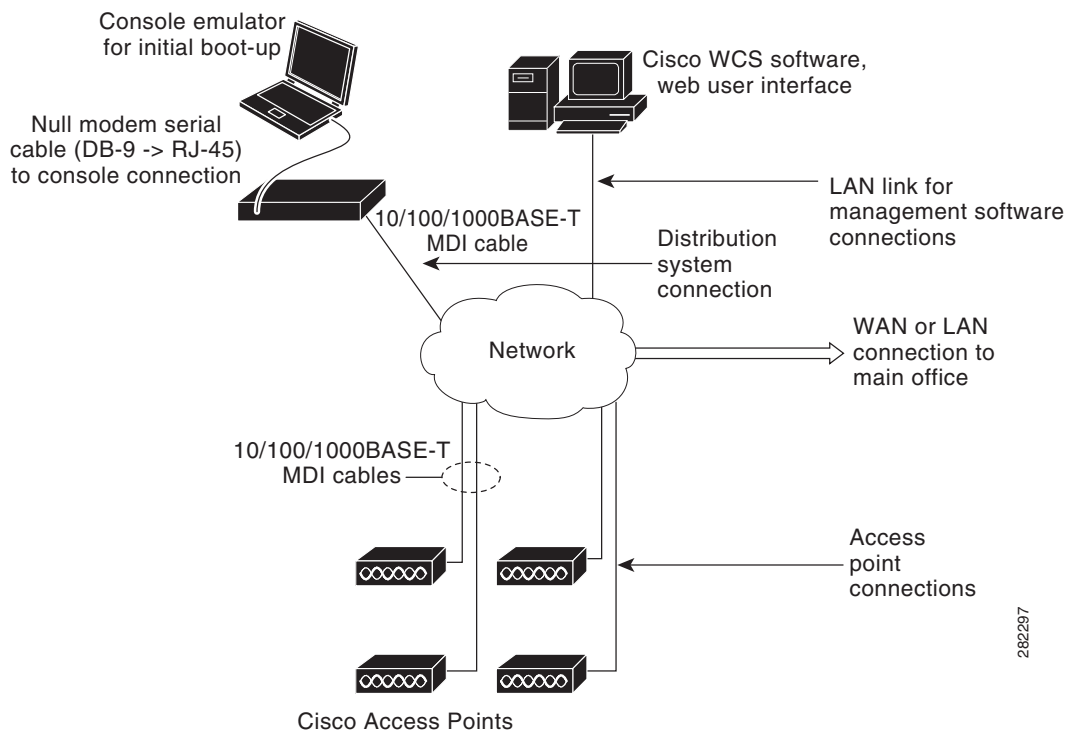 Console emulator
for initial boot-up
Cisco WCS software,
web user interface
Null modem serial
cable (DB-9 -> RJ-45)
to console connection
LAN link for
management software
connections
10/100/1000BASE-T
MDI cable
Distribution
system
connection
Network
WAN or LAN
connection to
main office
10/100/1000BASE-T
MDI cables
Access
point
connections
282297
Cisco Access Points